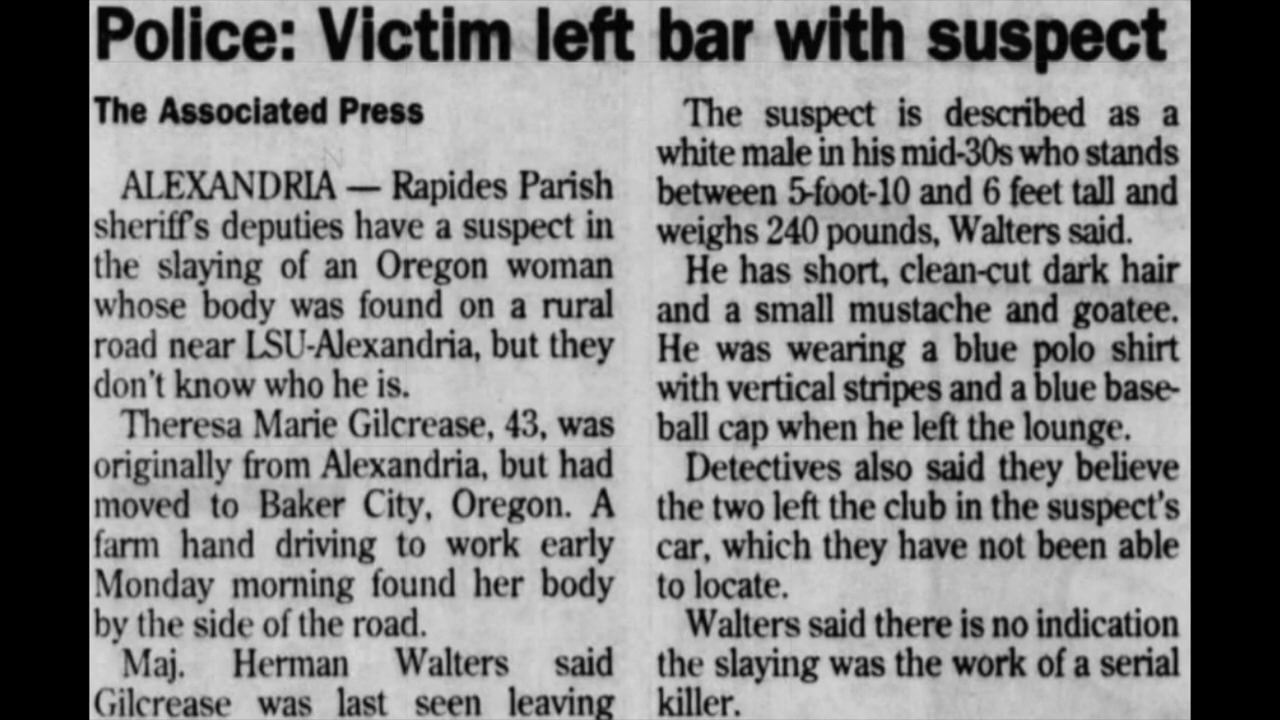 Police: Victim left bar with suspect
The Associated Press
ALEXANDRIA — Rapides Parish
sheriff's deputies have a suspect in
the slaying of an Oregon woman
whose body was found on a rural
road near LSU-Alexandria, but they
don't know who he is.
Theresa Marie Gilcrease, 43, was
originally from Alexandria, but had
moved to Baker City, Oregon. A
farm hand driving to work early
Monday morning found her body
by the side of the road.
Maj. Herman Walters said
Gilcrease was last seen leaving
The suspect is described as a
white male in his mid-30s who stands
between 5-foot-10 and 6 feet tall and
weighs 240 pounds, Walters said.
He has short, clean-cut dark hair
and a small mustache and goatee.
He was wearing a blue polo shirt
with vertical stripes and a blue base-
ball cap when he left the lounge.
Detectives also said they believe
the two left the club in the suspect's
car, which they have not been able
to locate.
Walters said there is no indication
the slaying was the work of a serial
killer.